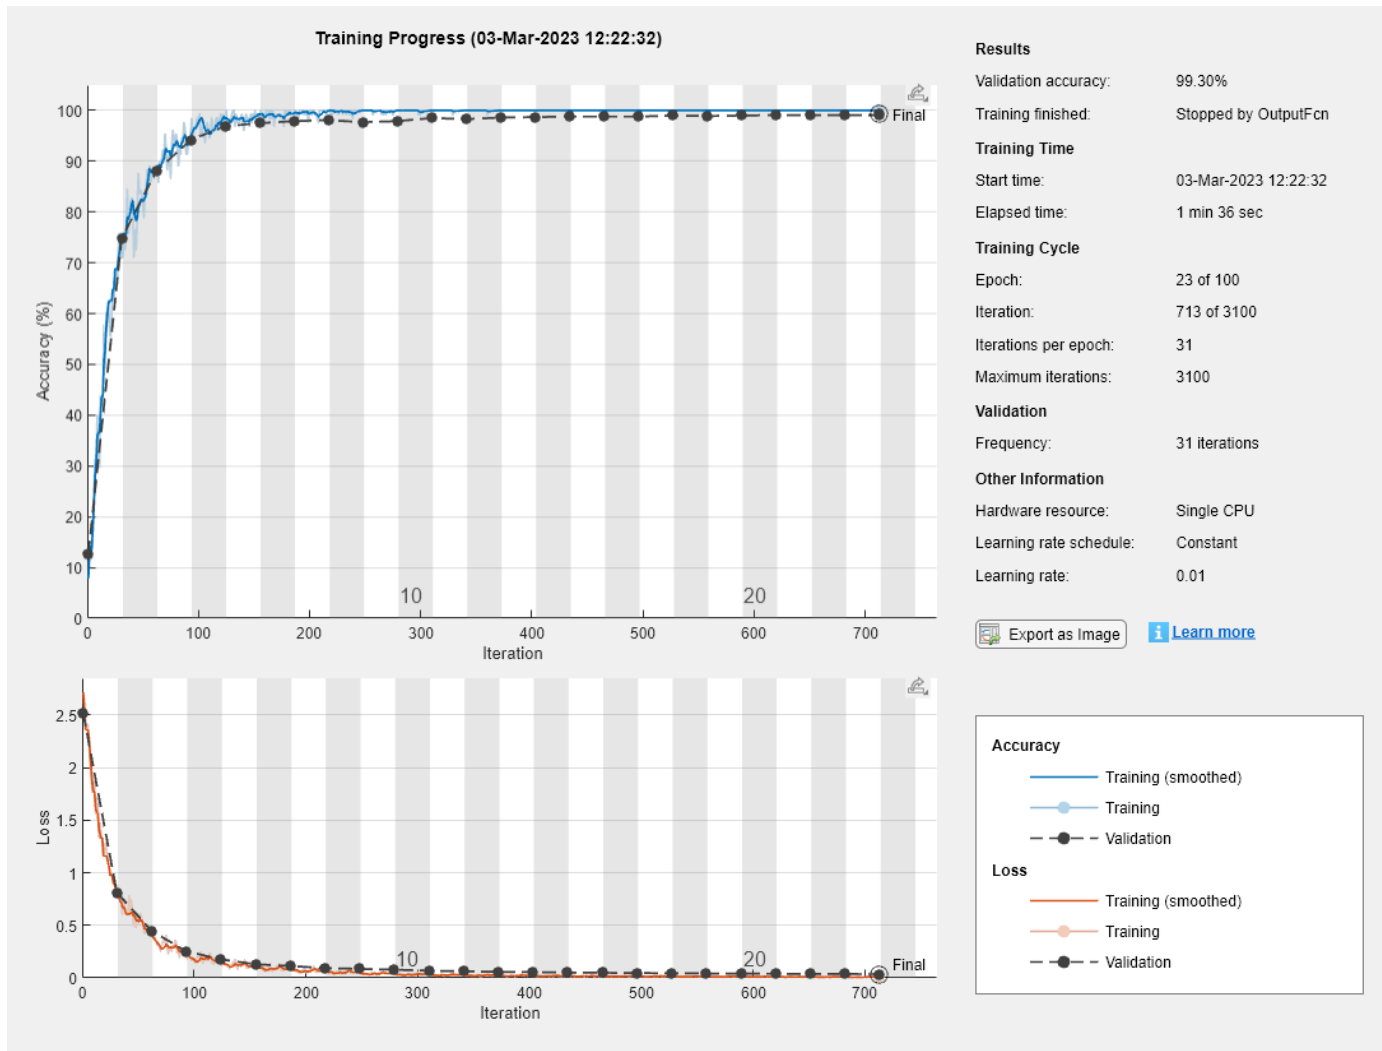 Training Progress (03-Mar-2023 12:22:32)
100
90
80
70
60
50
40
30
20
10
0
Accuracy (%)
Final
10
20
0
100
200
300
400
500
600
700
Iteration
2.5
2
1.5
1
0.5
0
Loss
10
20
Final
0
100
200
300
400
500
600
700
Iteration
Results
Validation accuracy: 99.30%
Training finished: Stopped by OutputFcn
Training Time
Start time: 03-Mar-2023 12:22:32
Elapsed time: 1 min 36 sec
Training Cycle
Epoch: 23 of 100
Iteration: 713 of 3100
Iterations per epoch: 31
Maximum iterations: 3100
Validation
Frequency: 31 iterations
Other Information
Hardware resource: Single CPU
Learning rate schedule: Constant
Learning rate: 0.01
Export as Image
i Learn more
Accuracy
Training (smoothed)
Training
Validation
Loss
Training (smoothed)
Training
Validation